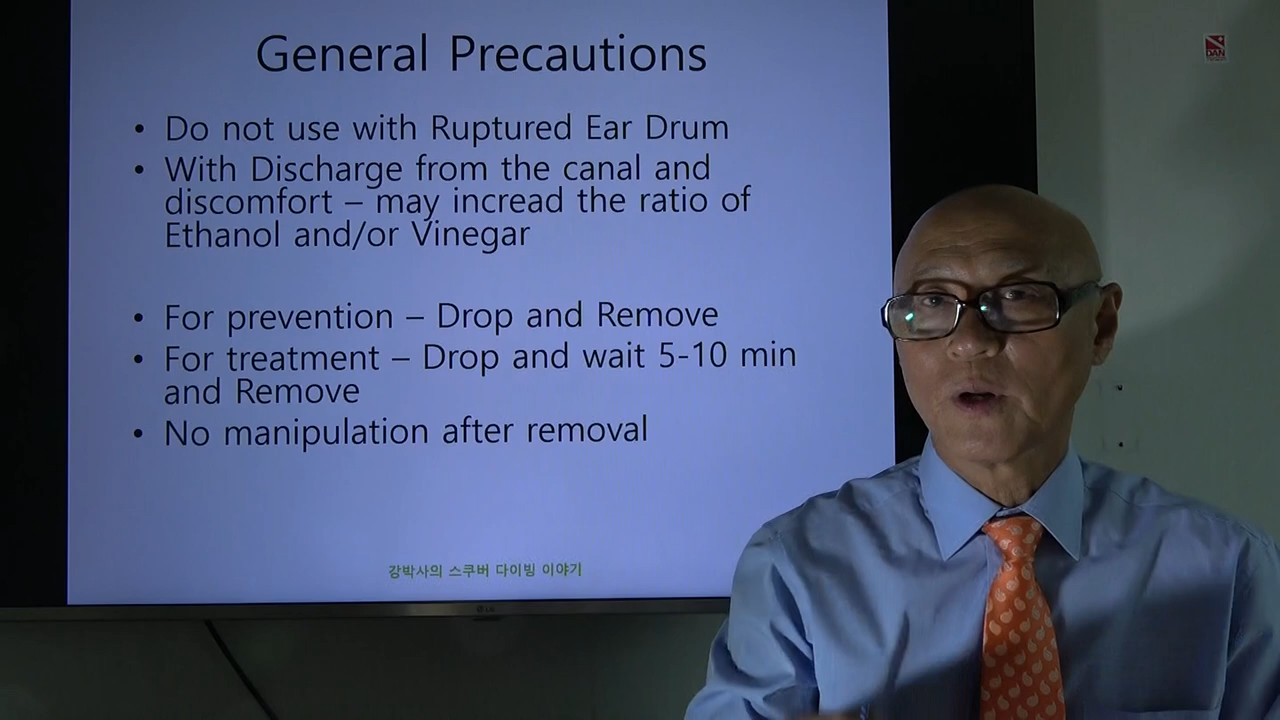 General Precautions
• Do not use with Ruptured Ear Drum
• With Discharge from the canal and
discomfort – may incread the ratio of
Ethanol and/or Vinegar
• For prevention – Drop and Remove
• For treatment – Drop and wait 5-10 min
and Remove
• No manipulation after removal
강박사의 스쿠버 다이빙 이야기
LG
DAN